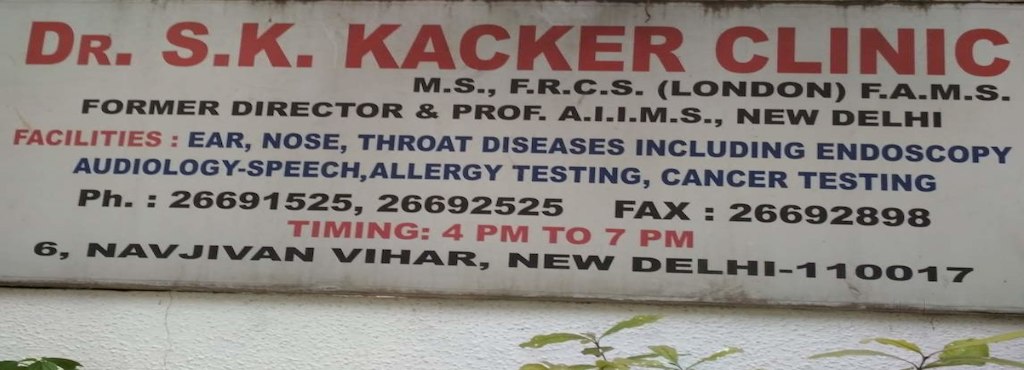 DR. S.K. KACKER CLINIC
M.S., F.R.C.S. (LONDON) F.A.M.S.
FORMER DIRECTOR & PROF. A.I.I.M.S., NEW DELHI
FACILITIES : EAR, NOSE, THROAT DISEASES INCLUDING ENDOSCOPY
AUDIOLOGY-SPEECH,ALLERGY TESTING, CANCER TESTING
Ph. : 26691525, 26692525 FAX : 26692898
TIMING: 4 PM TO 7 PM
6, NAVJIVAN VIHAR, NEW DELHI-110017